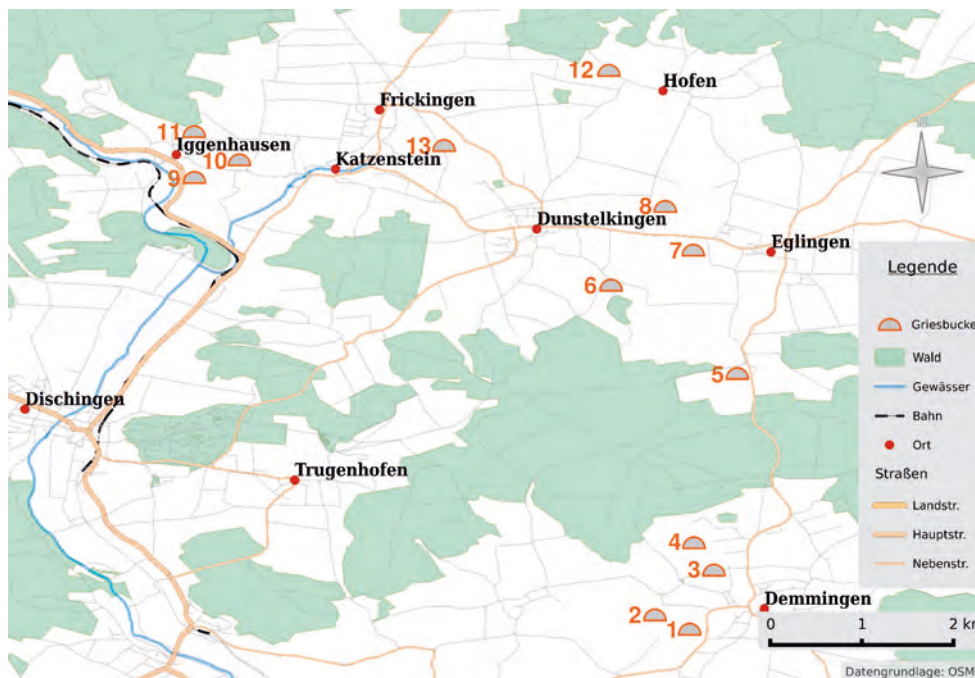 12
Hofen
Frickingen
11
Iggenhausen
10
13
Katzenstein
9
N
8
Dunstelkingen
7
Eglingen
6
Legende
Griesbuckel
Wald
Gewässer
Bahn
Ort
Straßen
Landstr.
Hauptstr.
Nebenstr.
5
Dischingen
Trugenhofen
4
3
2
1
Demmingen
0
1
2 km
Datengrundlage: OSM